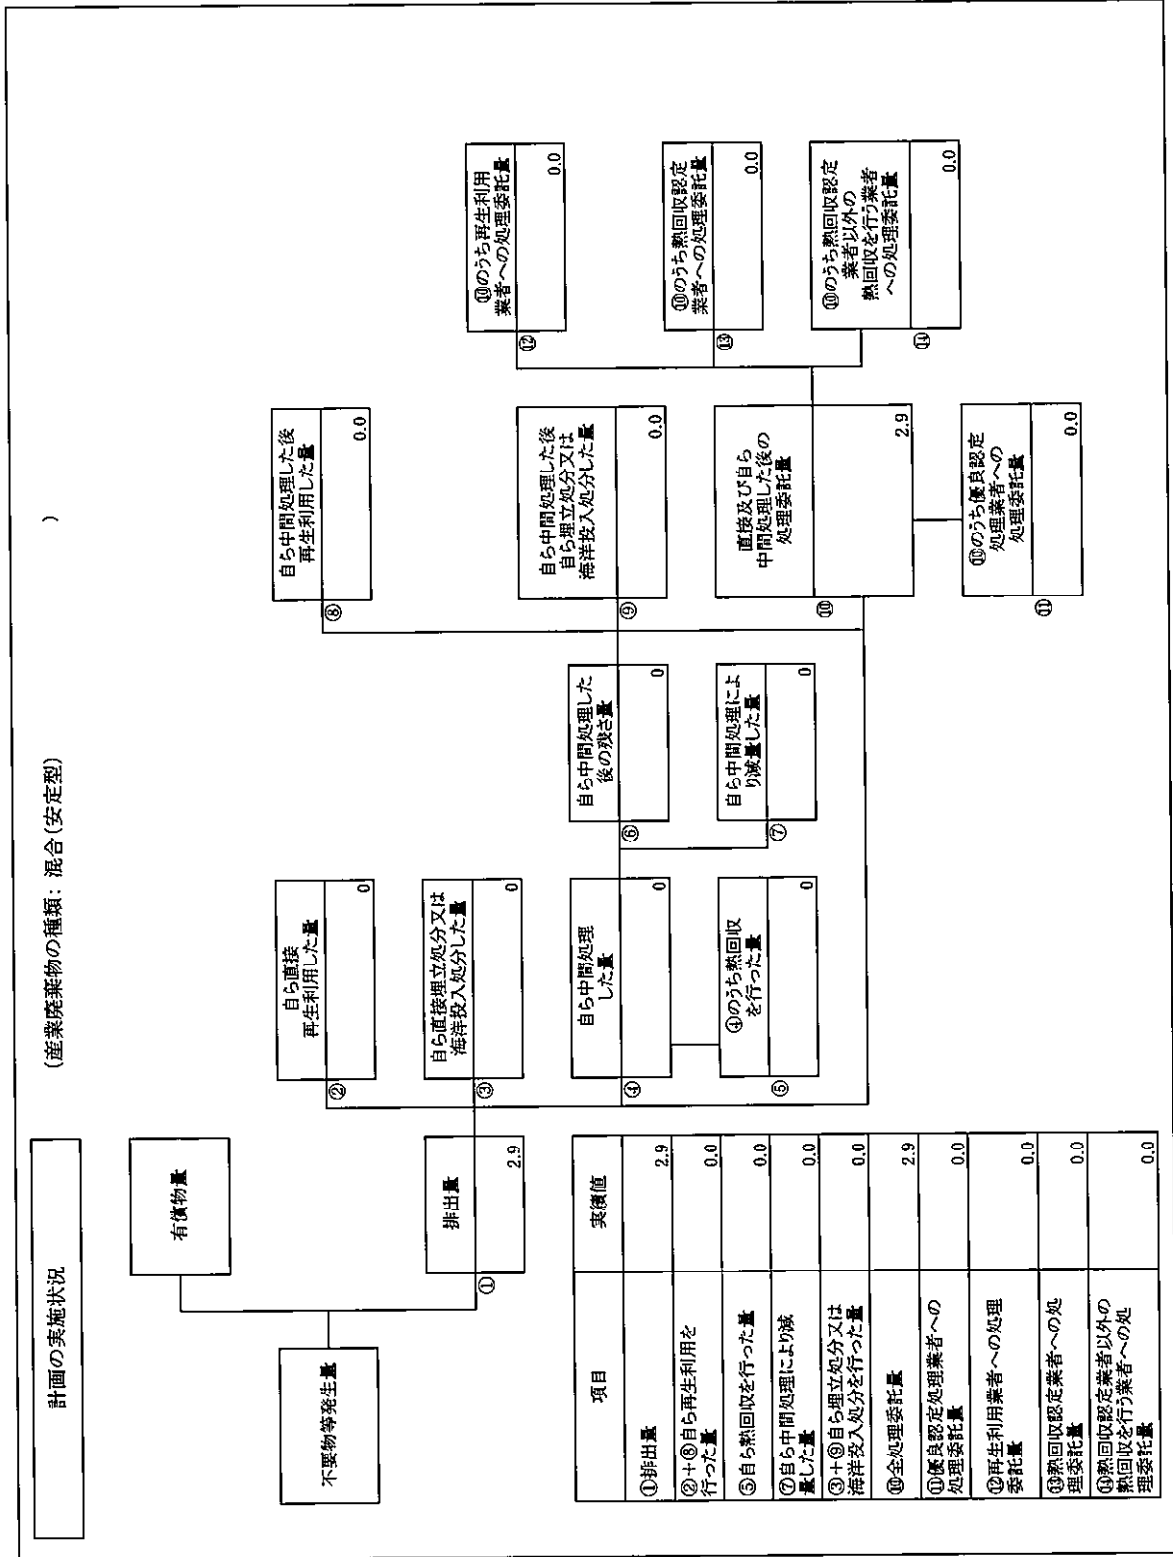 計画の実施状況
(産業廃棄物の種類：混合(安定型) )
不要物等発生量
有償物量
排出量
①
2.9
自ら直接
再生利用した量
②
0
自ら直接埋立処分又は
海洋投入処分した量
③
0
自ら中間処理
した量
④
0
④のうち熱回収
を行った量
⑤
0
自ら中間処理した
後の残さ量
⑥
0
自ら中間処理によ
り減量した量
⑦
0
自ら中間処理した後
再生利用した量
⑧
0.0
自ら中間処理した後
自ら埋立処分又は
海洋投入処分した量
⑨
0.0
直接及び自ら
中間処理した後の
処理委託量
⑩
2.9
⑩のうち優良認定
処理業者への
処理委託量
⑪
0.0
⑩のうち再生利用
業者への処理委託量
⑫
0.0
⑩のうち熱回収認定
業者への処理委託量
⑬
0.0
⑩のうち熱回収認定
業者以外の
熱回収を行う業者
への処理委託量
⑭
0.0
項目 実績値
①排出量 2.9
②+⑧自ら再生利用を
行った量 0.0
⑤自ら熱回収を行った量 0.0
⑦自ら中間処理により減
量した量 0.0
③+⑨自ら埋立処分又は
海洋投入処分を行った量 0.0
⑩全処理委託量 2.9
⑪優良認定処理業者への
処理委託量 0.0
⑫再生利用業者への処理
委託量 0.0
⑬熱回収認定業者への処
理委託量 0.0
⑭熱回収認定業者以外の
熱回収を行う業者への処
理委託量 0.0